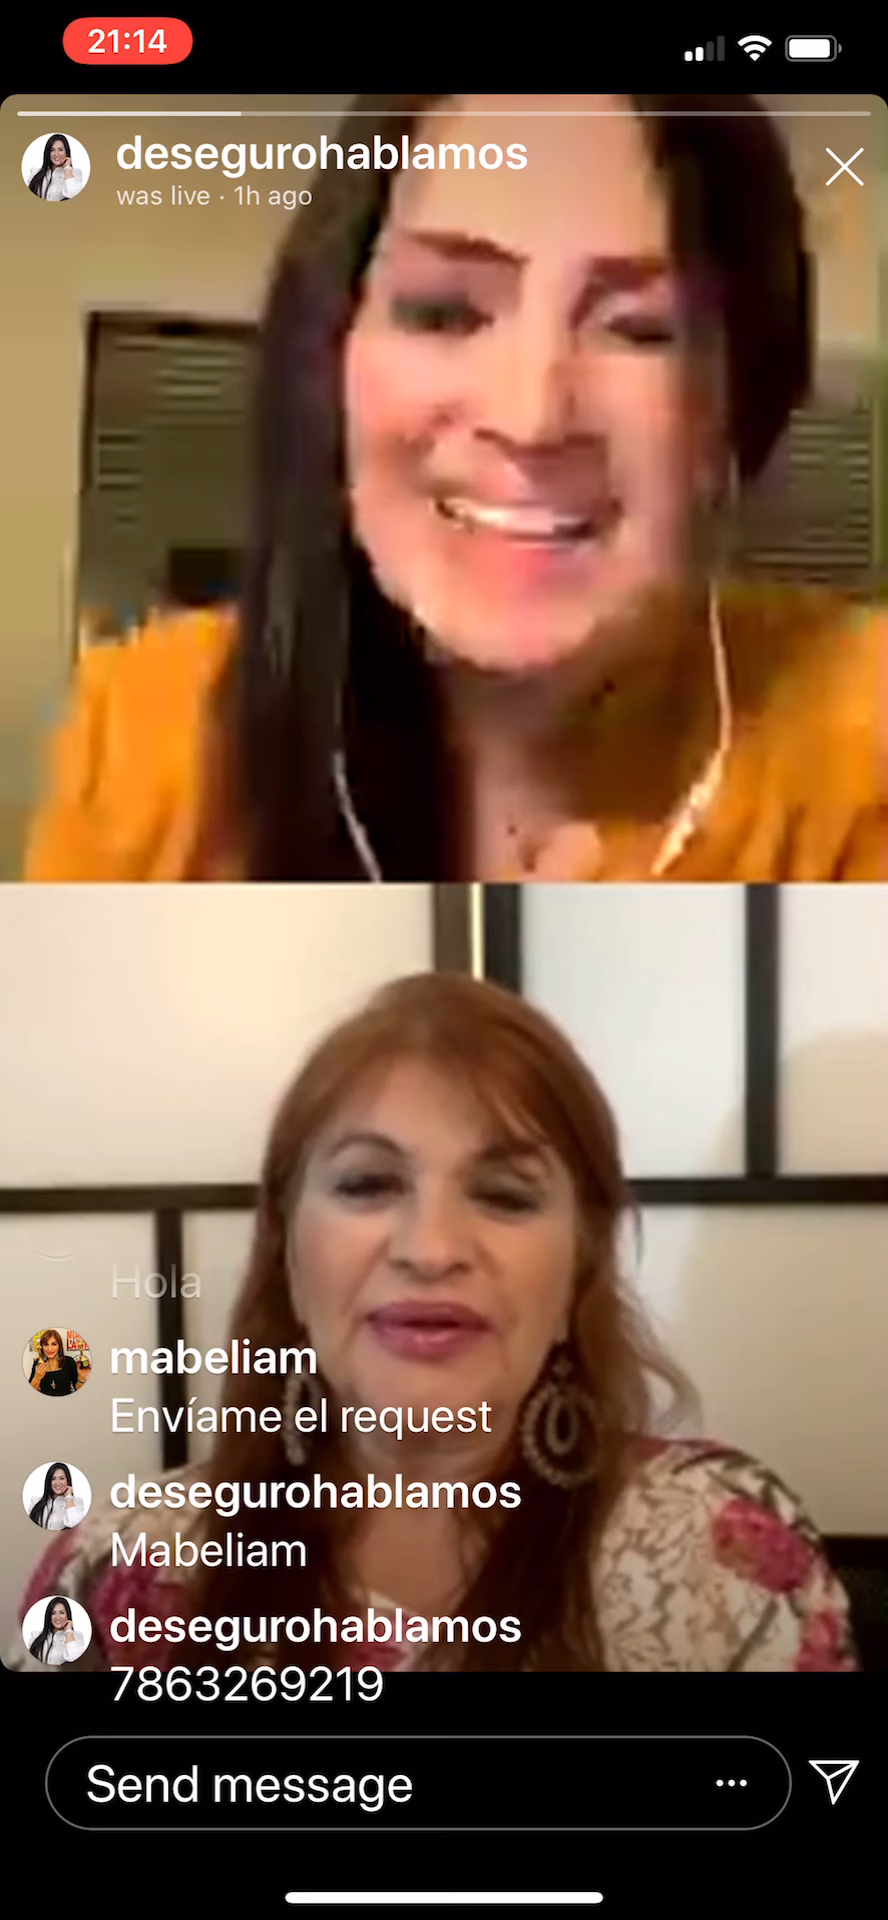 21:14
desegurohablamos
was live · 1h ago
Hola
mabeliam
Envíame el request
desegurohablamos
Mabeliam
desegurohablamos
7863269219
Send message